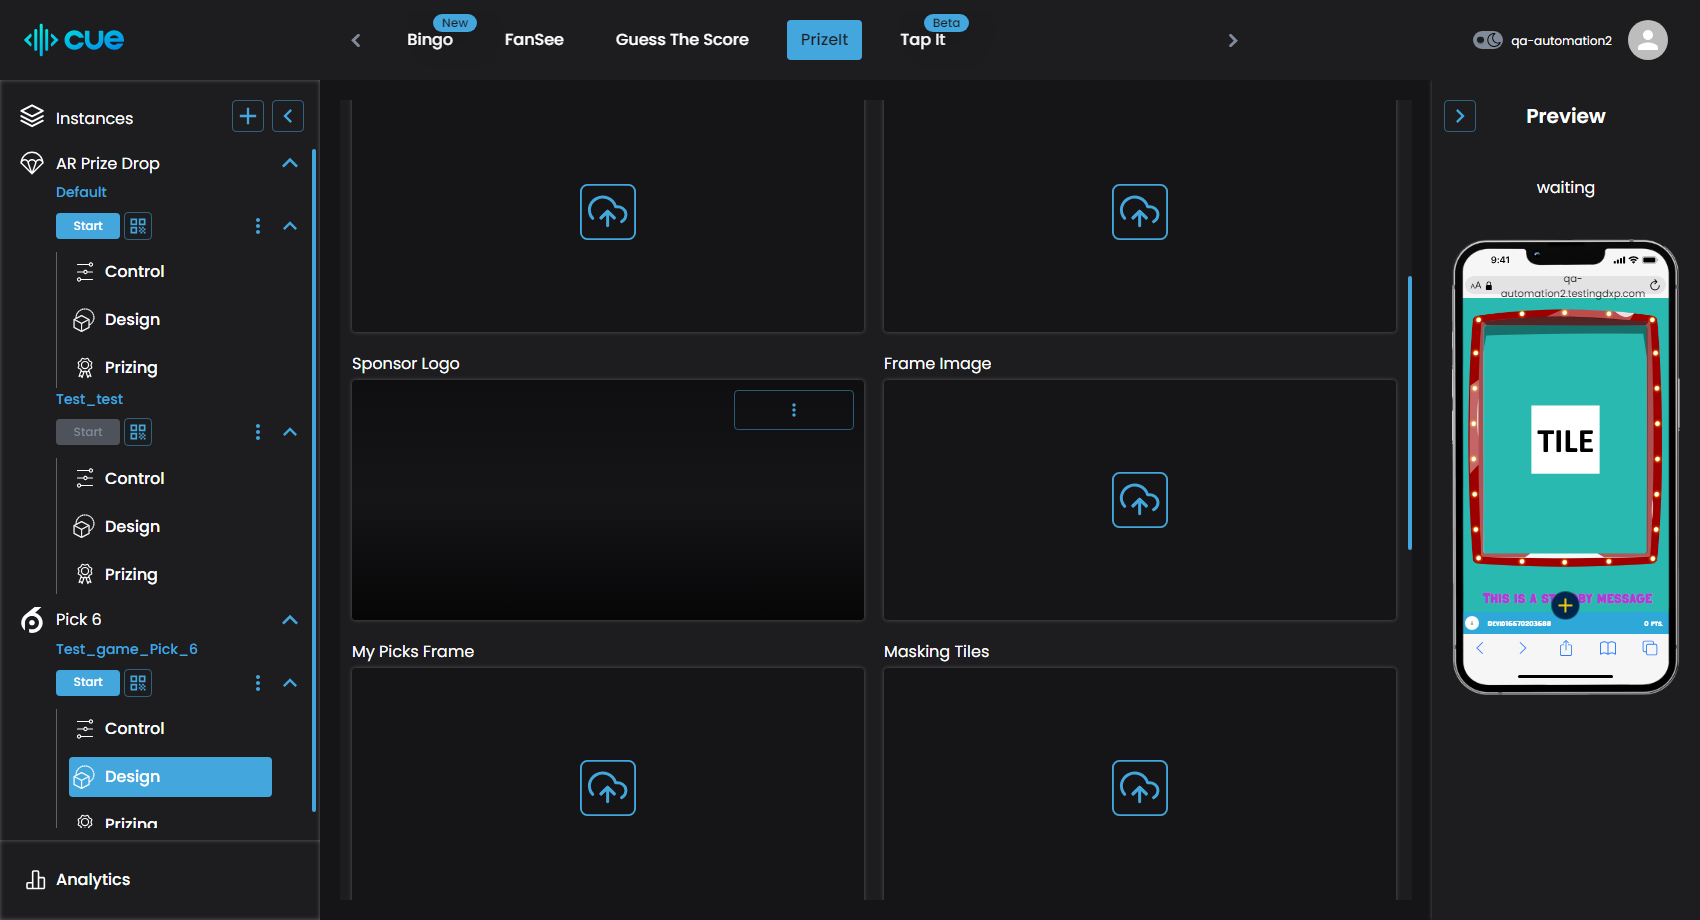 cue
Bingo
New
FanSee
Guess The Score
PrizeIt
Tap It
Beta
qa-automation2
Instances
AR Prize Drop
Default
Start
Control
Design
Prizing
Test_test
Start
Control
Design
Prizing
Pick 6
Test_game_Pick_6
Start
Control
Design
Prizing
Analytics
Sponsor Logo
Frame Image
My Picks Frame
Masking Tiles
Preview
waiting
9:41
AA
qa-
automation2.testingdxp.com
TILE
THIS IS A ST BY MESSAGE
DEVID16670203688
0 PTS.